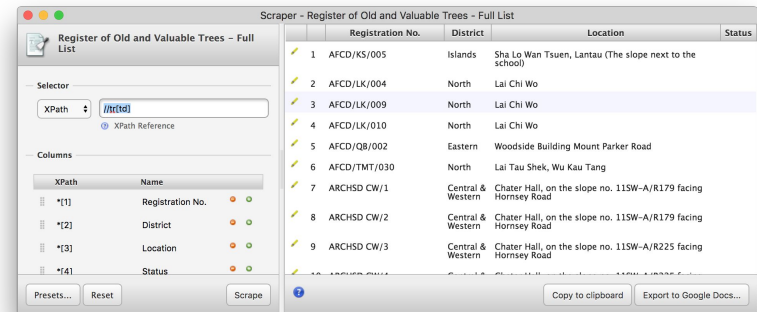 Scraper - Register of Old and Valuable Trees - Full List
Register of Old and Valuable Trees – Full
List
Selector
XPath
//tr[td]
? XPath Reference
Columns
XPath Name
*[1] Registration No.
*[2] District
*[3] Location
*[4] Status
Presets... Reset Scrape
Registration No. District Location Status
1 AFCD/KS/005 Islands Sha Lo Wan Tsuen, Lantau (The slope next to the
school)
2 AFCD/LK/004 North Lai Chi Wo
3 AFCD/LK/009 North Lai Chi Wo
4 AFCD/LK/010 North Lai Chi Wo
5 AFCD/QB/002 Eastern Woodside Building Mount Parker Road
6 AFCD/TMT/030 North Lai Tau Shek, Wu Kau Tang
7 ARCHSD CW/1 Central & Chater Hall, on the slope no. 11SW-A/R179 facing
Western Hornsey Road
8 ARCHSD CW/2 Central & Chater Hall, on the slope no. 11SW-A/R179 facing
Western Hornsey Road
9 ARCHSD CW/3 Central & Chater Hall, on the slope no. 11SW-A/R225 facing
Western Hornsey Road
? Copy to clipboard Export to Google Docs...